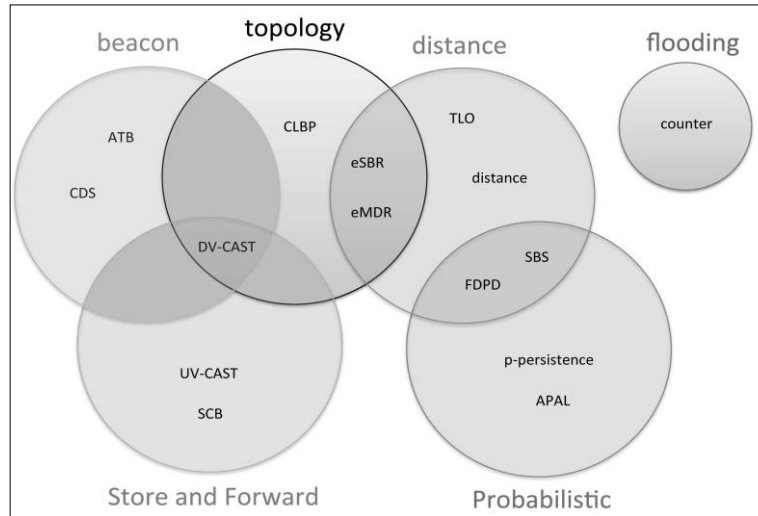 beacon
topology
distance
flooding
ATB
CLBP
TLO
counter
eSBR
distance
CDS
eMDR
DV-CAST
SBS
FDPD
UV-CAST
p-persistence
SCB
APAL
Store and Forward
Probabilistic